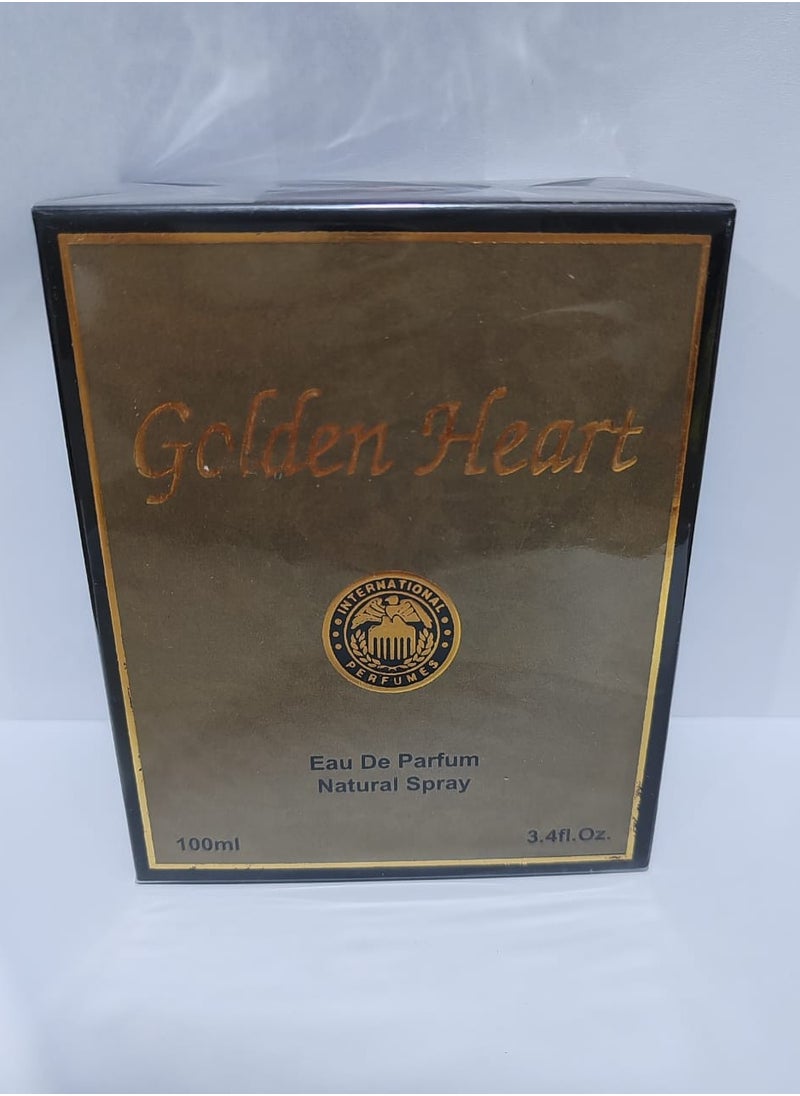 Golden Heart
INTERNATIONAL
PERFUMES
Eau De Parfum
Natural Spray
100ml
3.4fl.Oz.